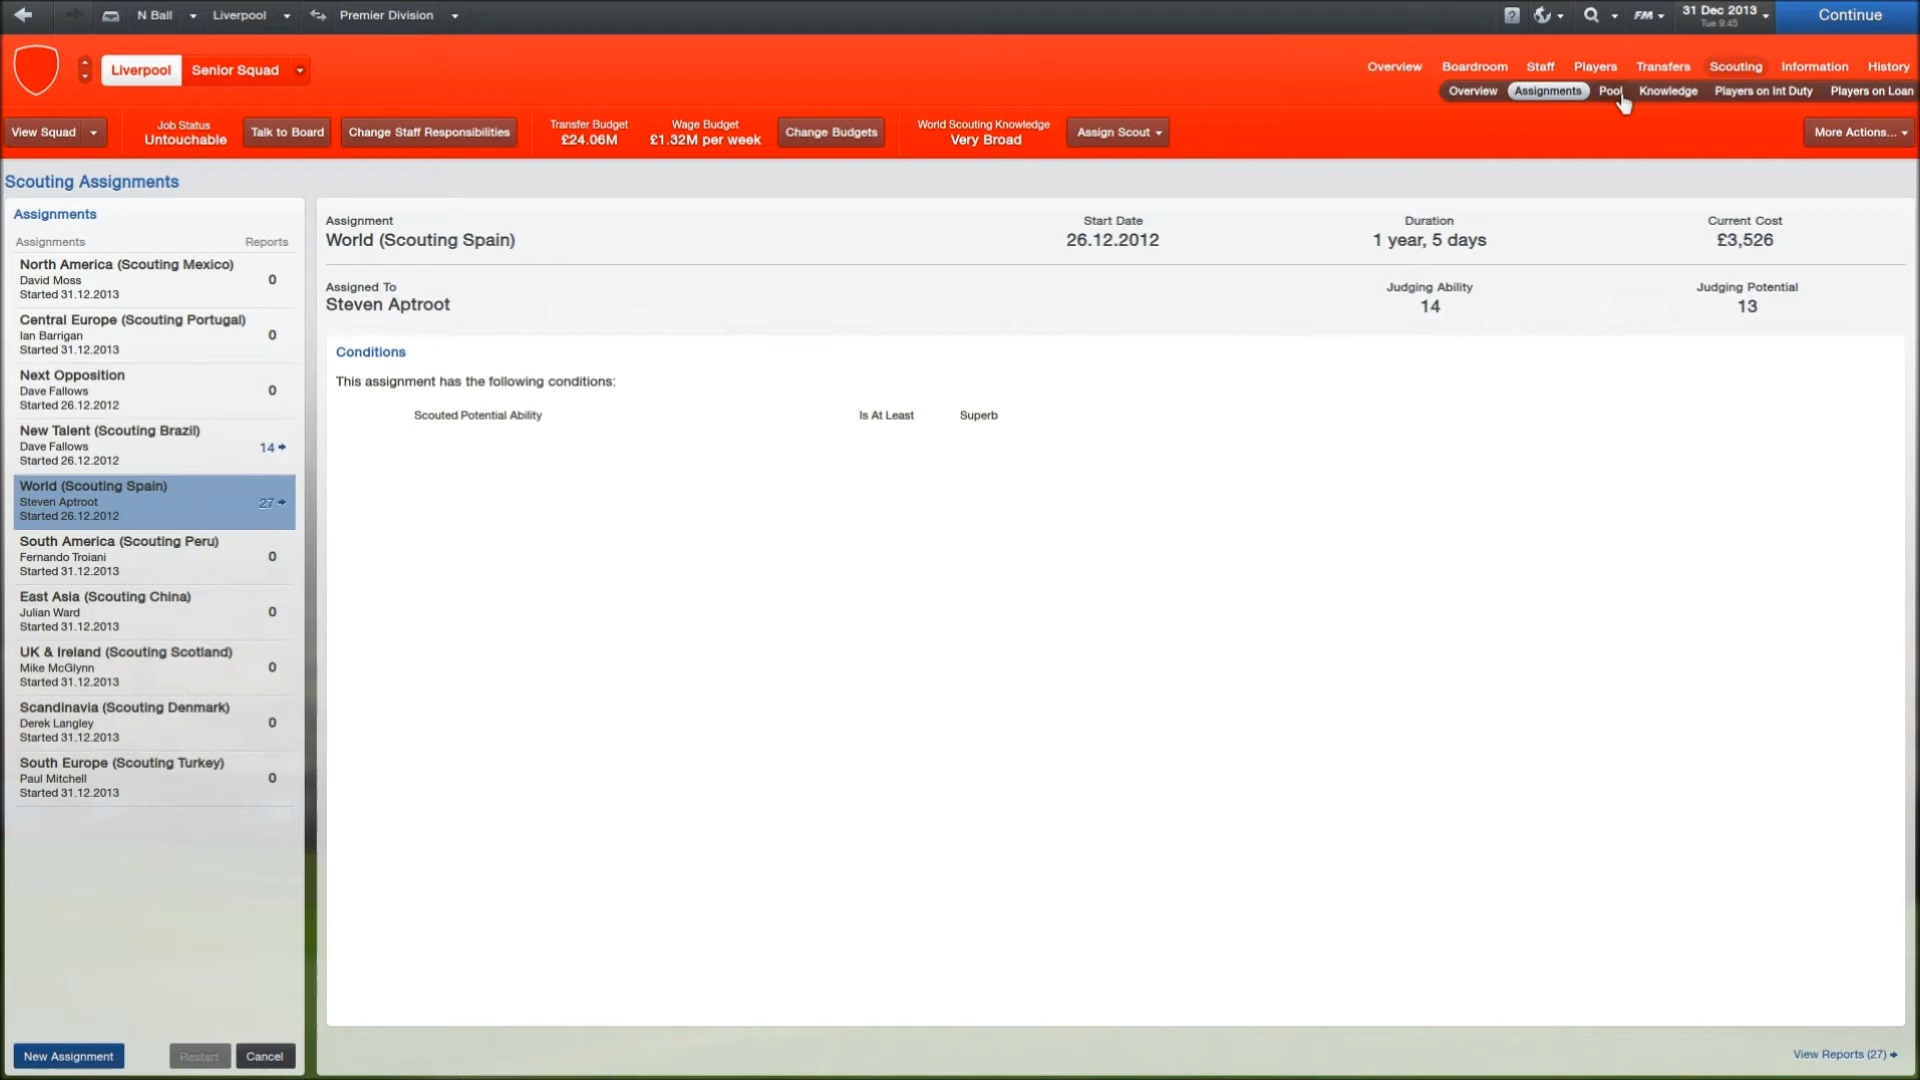 N Ball
Liverpool
Premier Division
?
FM
31 Dec 2013
Tue 9:45
Continue
Liverpool
Senior Squad
Overview
Boardroom
Staff
Players
Transfers
Scouting
Information
History
Overview
Assignments
Pool
Knowledge
Players on Int Duty
Players on Loan
View Squad
Job Status
Untouchable
Talk to Board
Change Staff Responsibilities
Transfer Budget
£24.06M
Wage Budget
£1.32M per week
Change Budgets
World Scouting Knowledge
Very Broad
Assign Scout
More Actions...
Scouting Assignments
Assignments
Assignments Reports
North America (Scouting Mexico)
David Moss
Started 31.12.2013
0
Central Europe (Scouting Portugal)
Ian Barrigan
Started 31.12.2013
0
Next Opposition
Dave Fallows
Started 26.12.2012
0
New Talent (Scouting Brazil)
Dave Fallows
Started 26.12.2012
14
World (Scouting Spain)
Steven Aptroot
Started 26.12.2012
27
South America (Scouting Peru)
Fernando Troiani
Started 31.12.2013
0
East Asia (Scouting China)
Julian Ward
Started 31.12.2013
0
UK & Ireland (Scouting Scotland)
Mike McGlynn
Started 31.12.2013
0
Scandinavia (Scouting Denmark)
Derek Langley
Started 31.12.2013
0
South Europe (Scouting Turkey)
Paul Mitchell
Started 31.12.2013
0
New Assignment
Restart
Cancel
Assignment
World (Scouting Spain)
Start Date
26.12.2012
Duration
1 year, 5 days
Current Cost
£3,526
Assigned To
Steven Aptroot
Judging Ability
14
Judging Potential
13
Conditions
This assignment has the following conditions:
Scouted Potential Ability Is At Least Superb
View Reports (27)